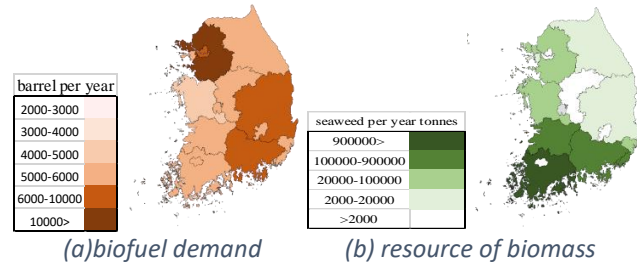 barrel per year
2000-3000
3000-4000
4000-5000
5000-6000
6000-10000
10000>
(a)biofuel demand
seaweed per year tonnes
900000>
100000-900000
20000-100000
2000-20000
>2000
(b) resource of biomass